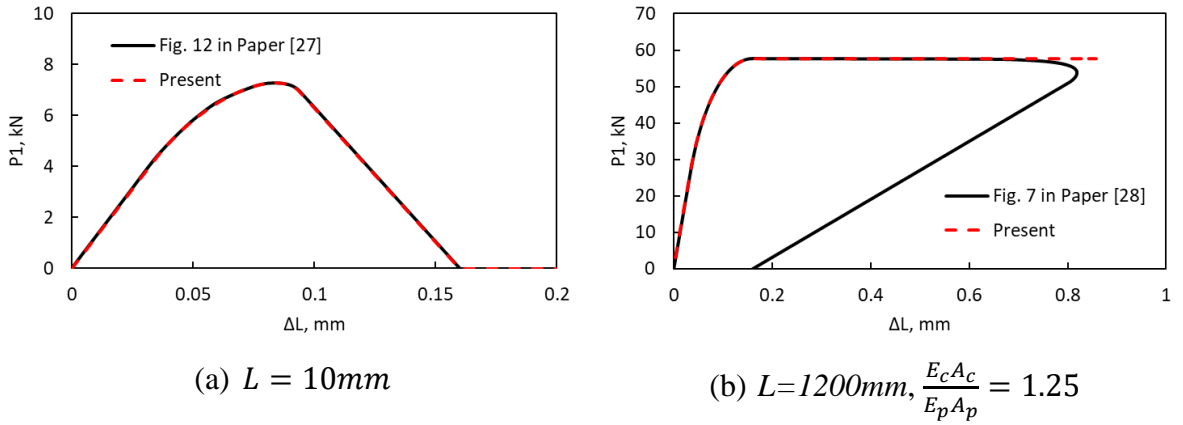 10
8
6
4
2
0
P1, kN
Fig. 12 in Paper [27]
Present
0 0.05 0.1 0.15 0.2
ΔL, mm
(a) L = 10mm
70
60
50
40
30
20
10
0
P1, kN
Fig. 7 in Paper [28]
Present
0 0.2 0.4 0.6 0.8 1
ΔL, mm
(b) L=1200mm, E_cA_c/E_pA_p = 1.25